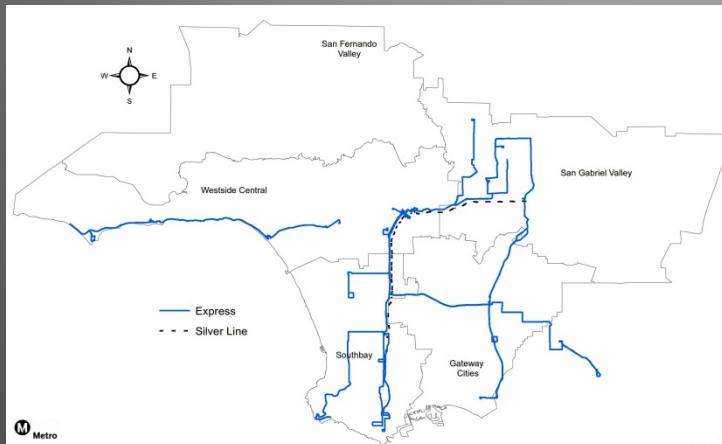 San Fernando
Valley
N
W
E
S
Westside Central
San Gabriel Valley
Express
Silver Line
Southbay
Gateway
Cities
M
Metro